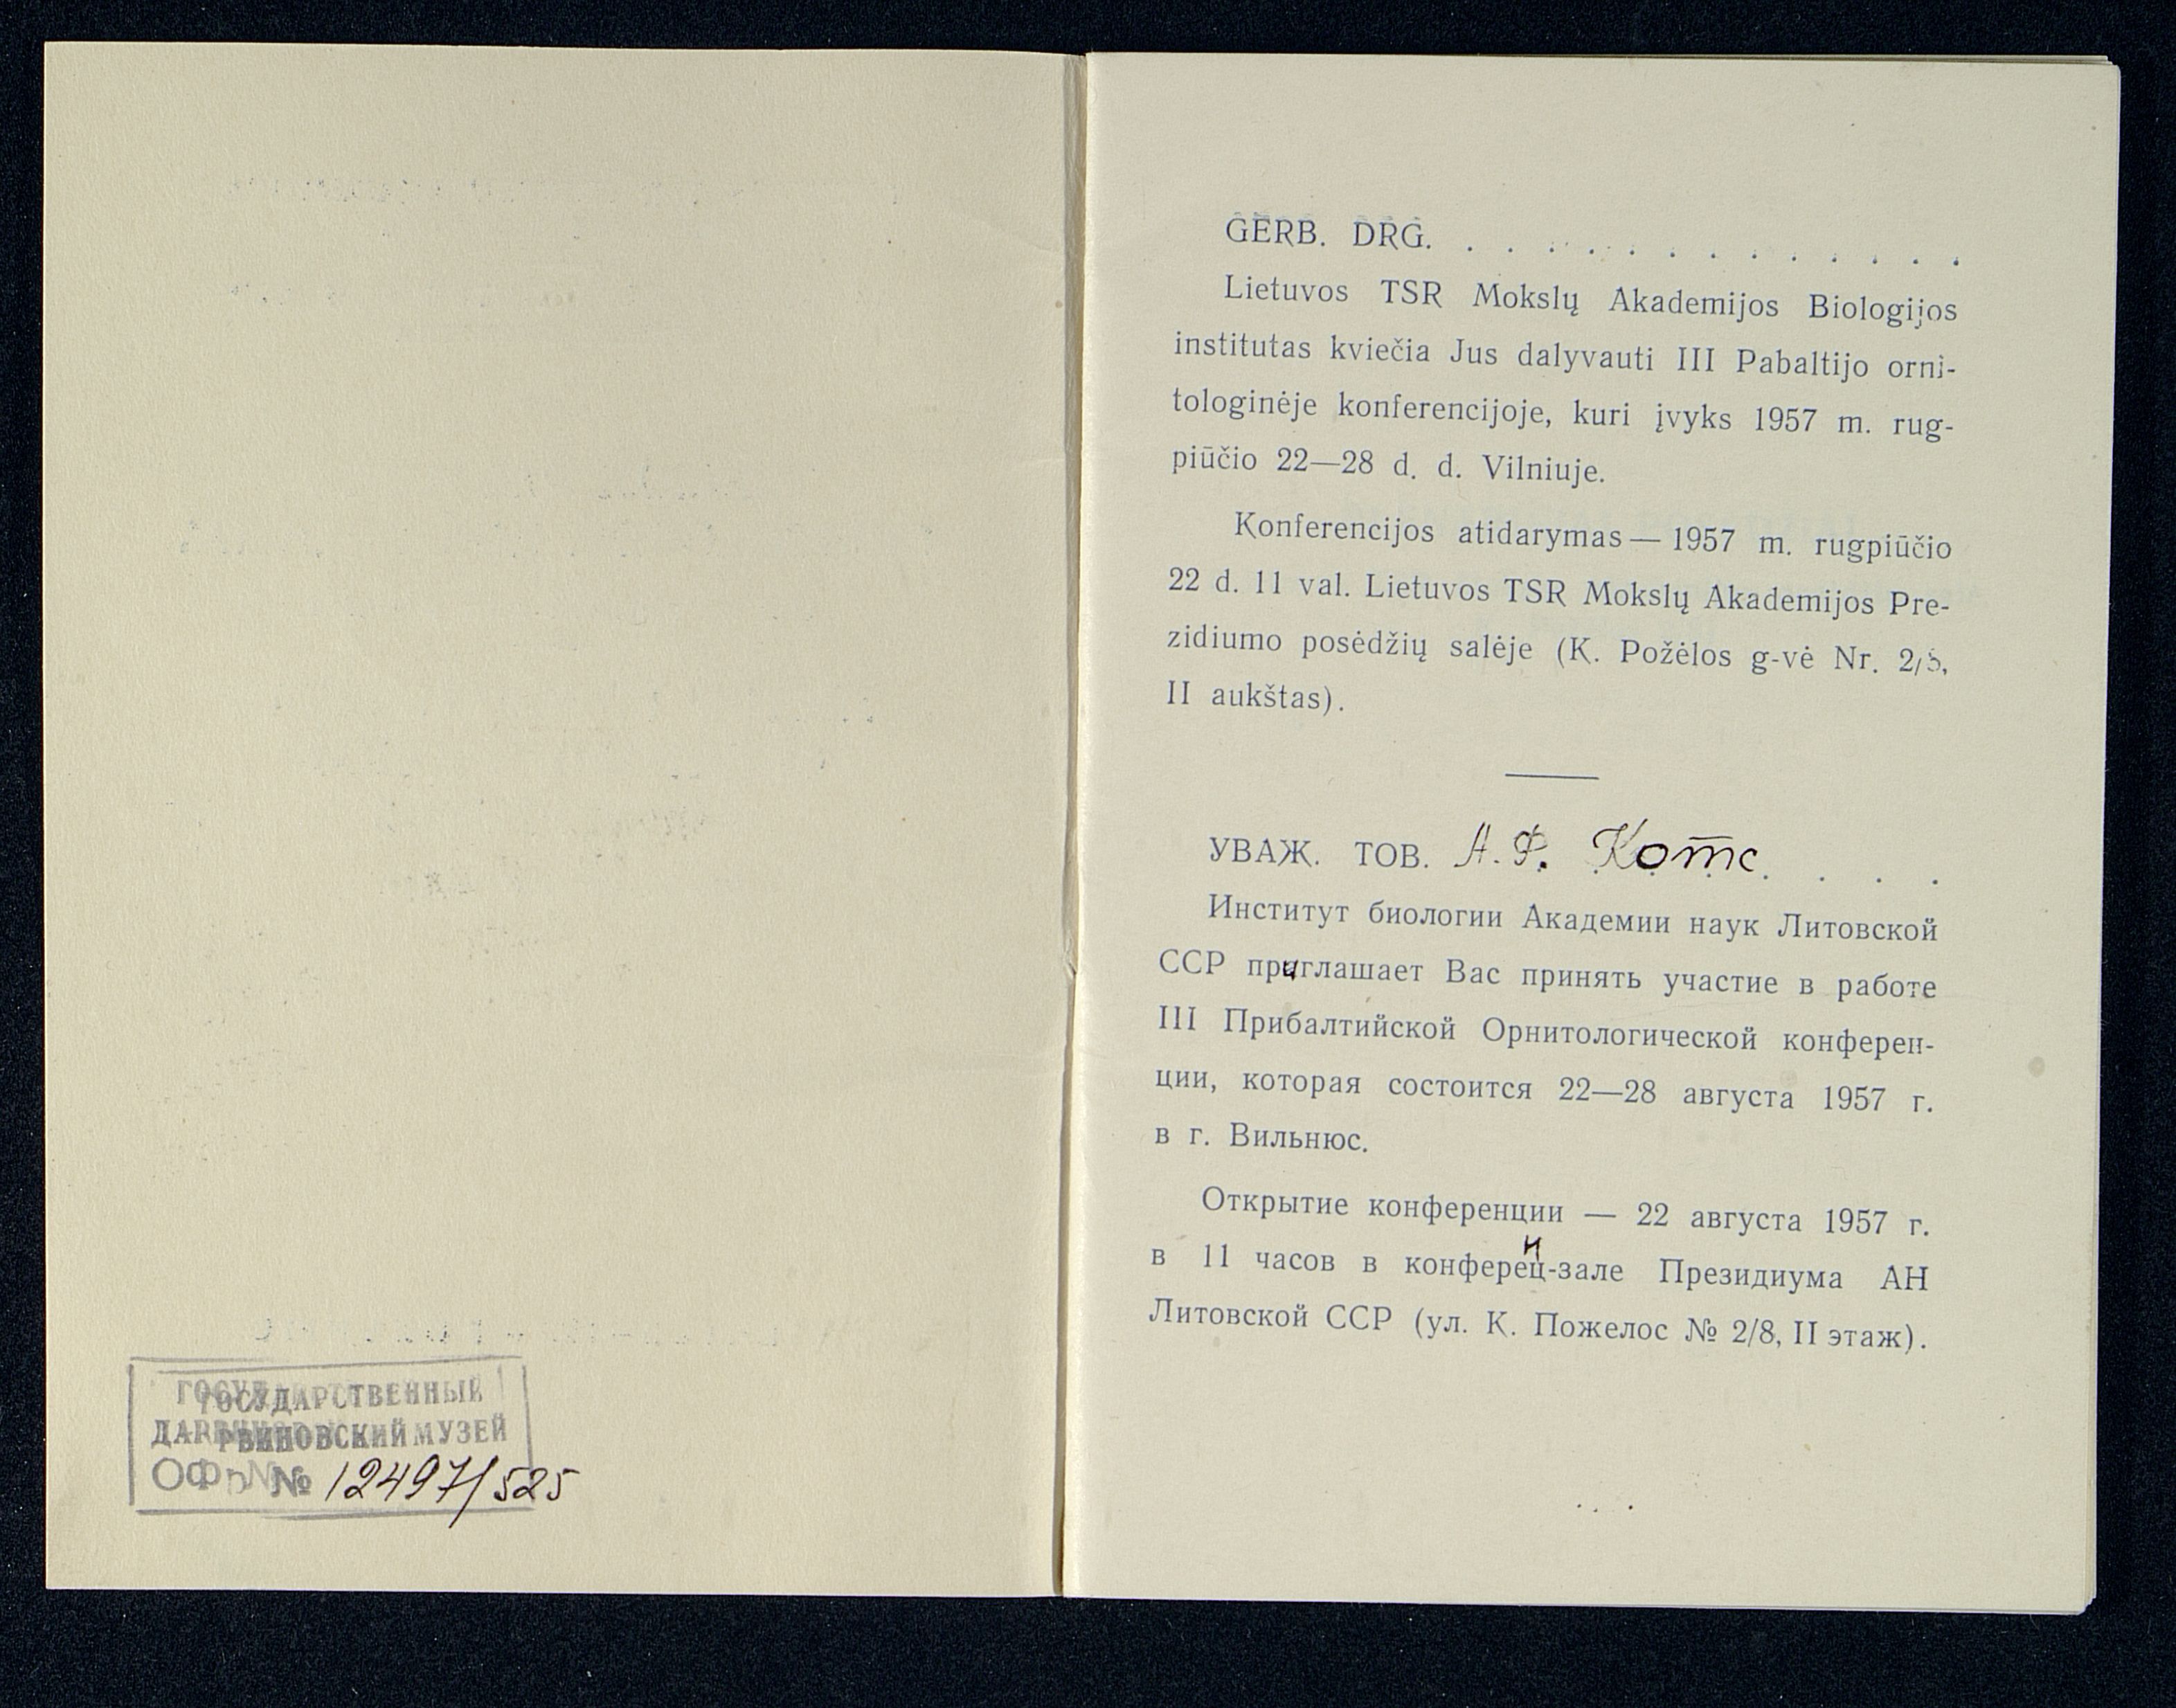 ГОСУДАРСТВЕННЫЙ
ДАРВИНОВСКИЙ МУЗЕЙ
ОФ № 12497/525
GERB. DRG. . . . . . . . . . . . . .
Lietuvos TSR Mokslų Akademijos Biologijos
institutas kviečia Jus dalyvauti III Pabaltijo orni-
tologinėje konferencijoje, kuri įvyks 1957 m. rug-
piūčio 22—28 d. d. Vilniuje.
Konferencijos atidarymas — 1957 m. rugpiūčio
22 d. 11 val. Lietuvos TSR Mokslų Akademijos Pre-
zidiumo posėdžių salėje (K. Požėlos g-vė Nr. 2/8,
II aukštas).
УВАЖ. ТОВ. А. Ф. Котс. . . .
Институт биологии Академии наук Литовской
ССР приглашает Вас принять участие в работе
III Прибалтийской Орнитологической конферен-
ции, которая состоится 22—28 августа 1957 г.
в г. Вильнюс.
Открытие конференции — 22 августа 1957 г.
в 11 часов в конференц-зале Президиума АН
Литовской ССР (ул. К. Пожелос № 2/8, II этаж).